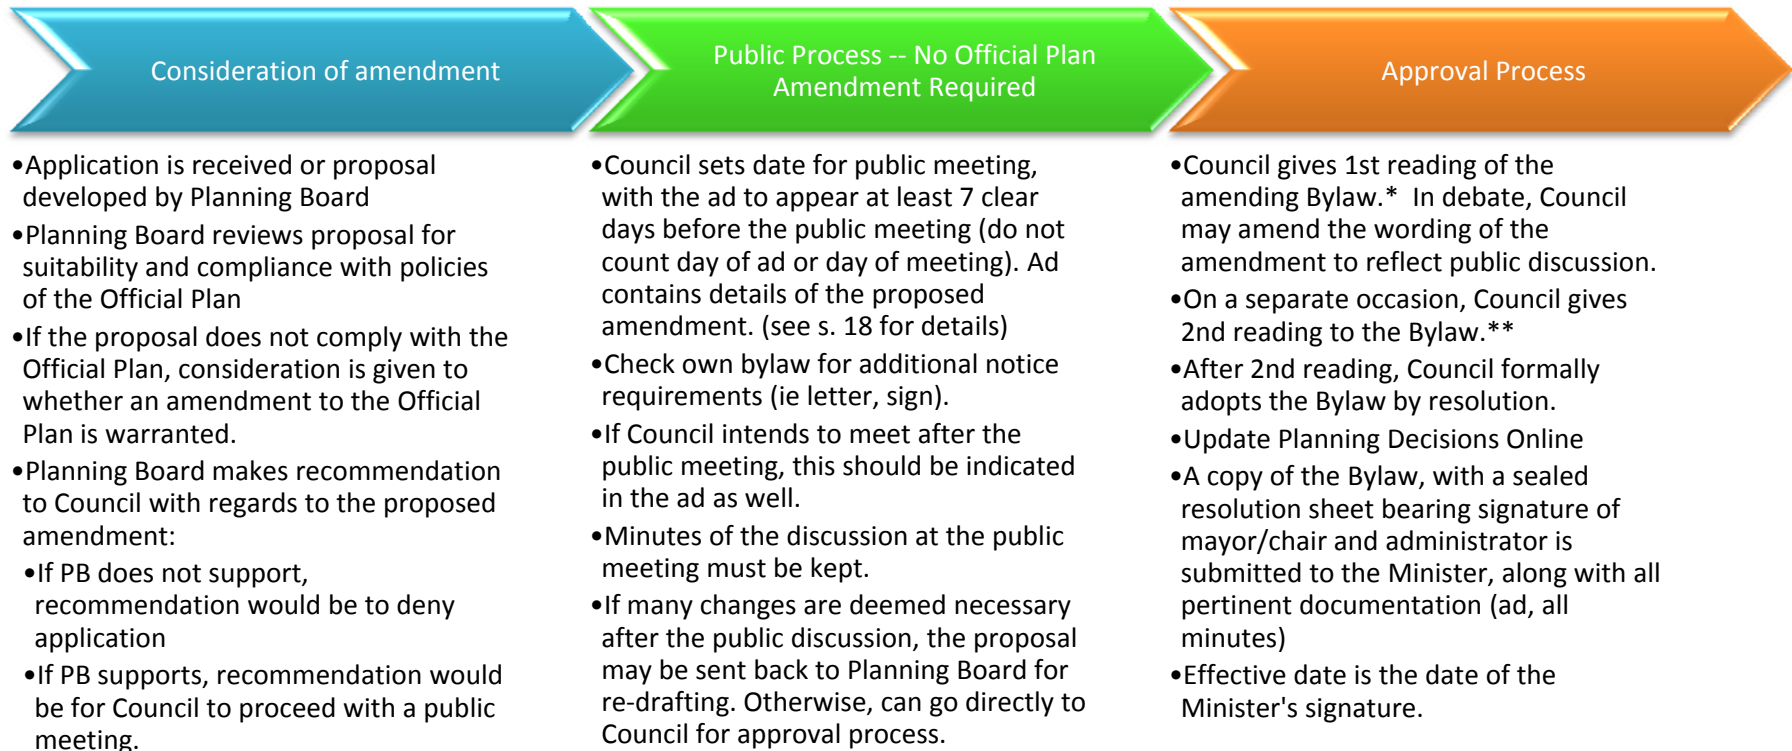 Consideration of amendment
•Application is received or proposal
developed by Planning Board
•Planning Board reviews proposal for
suitability and compliance with policies
of the Official Plan
•If the proposal does not comply with the
Official Plan, consideration is given to
whether an amendment to the Official
Plan is warranted.
•Planning Board makes recommendation
to Council with regards to the proposed
amendment:
•If PB does not support,
recommendation would be to deny
application
•If PB supports, recommendation would
be for Council to proceed with a public
meeting.
Public Process -- No Official Plan
Amendment Required
•Council sets date for public meeting,
with the ad to appear at least 7 clear
days before the public meeting (do not
count day of ad or day of meeting). Ad
contains details of the proposed
amendment. (see s. 18 for details)
•Check own bylaw for additional notice
requirements (ie letter, sign).
•If Council intends to meet after the
public meeting, this should be indicated
in the ad as well.
•Minutes of the discussion at the public
meeting must be kept.
•If many changes are deemed necessary
after the public discussion, the proposal
may be sent back to Planning Board for
re-drafting. Otherwise, can go directly to
Council for approval process.
Approval Process
•Council gives 1st reading of the
amending Bylaw.* In debate, Council
may amend the wording of the
amendment to reflect public discussion.
•On a separate occasion, Council gives
2nd reading to the Bylaw.**
•After 2nd reading, Council formally
adopts the Bylaw by resolution.
•Update Planning Decisions Online
•A copy of the Bylaw, with a sealed
resolution sheet bearing signature of
mayor/chair and administrator is
submitted to the Minister, along with all
pertinent documentation (ad, all
minutes)
•Effective date is the date of the
Minister's signature.